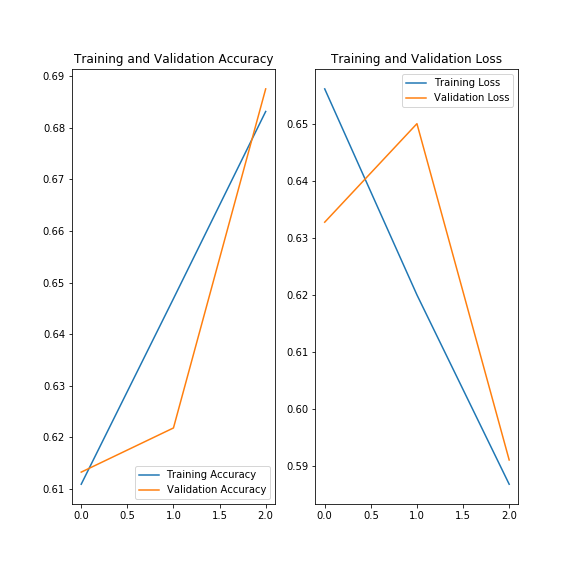 Training and Validation Accuracy
0.69
0.68
0.67
0.66
0.65
0.64
0.63
0.62
0.61
0.0 0.5 1.0 1.5 2.0
Training Accuracy
Validation Accuracy
Training and Validation Loss
0.65
0.64
0.63
0.62
0.61
0.60
0.59
0.0 0.5 1.0 1.5 2.0
Training Loss
Validation Loss